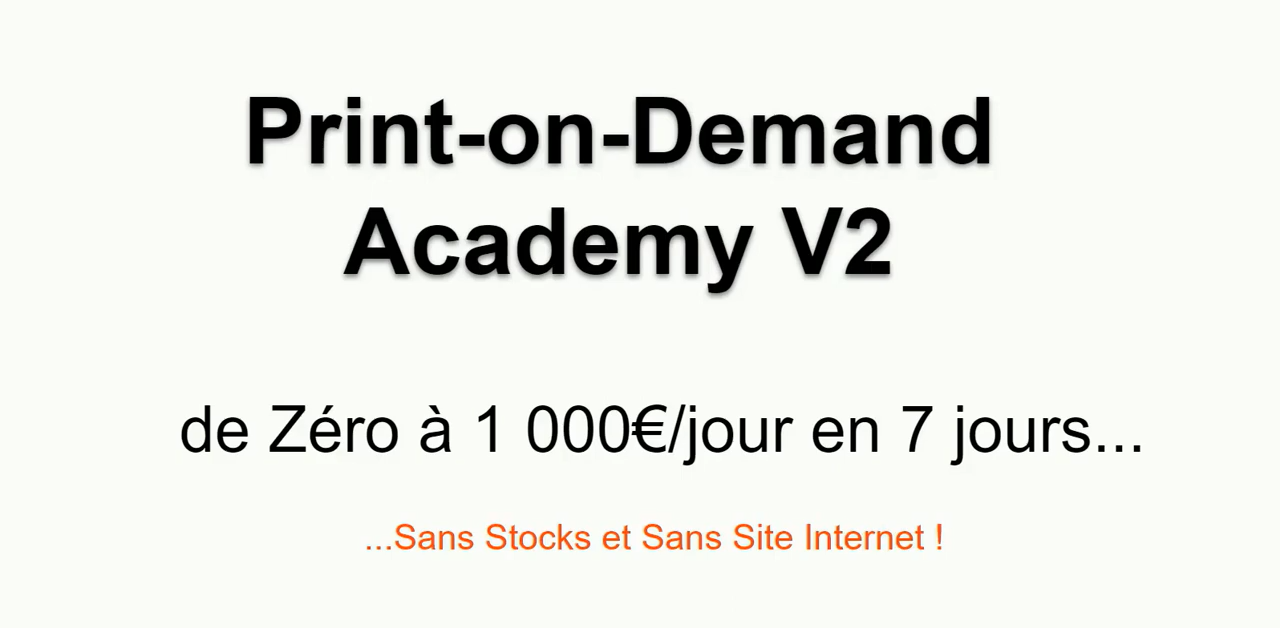 Print-on-Demand
Academy V2
de Zéro à 1 000€/jour en 7 jours...
...Sans Stocks et Sans Site Internet !